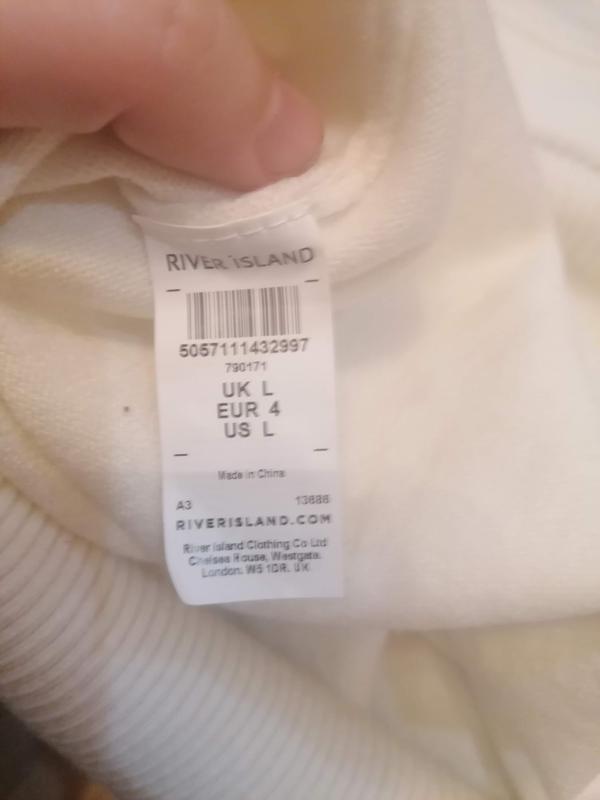 RIVER ISLAND
5057111432997
790171
UK L
EUR 4
US L
Made in China
A3 13686
RIVERISLAND.COM
River Island Clothing Co Ltd
Chelsea House, Westgate.
London. W5 1DR. UK